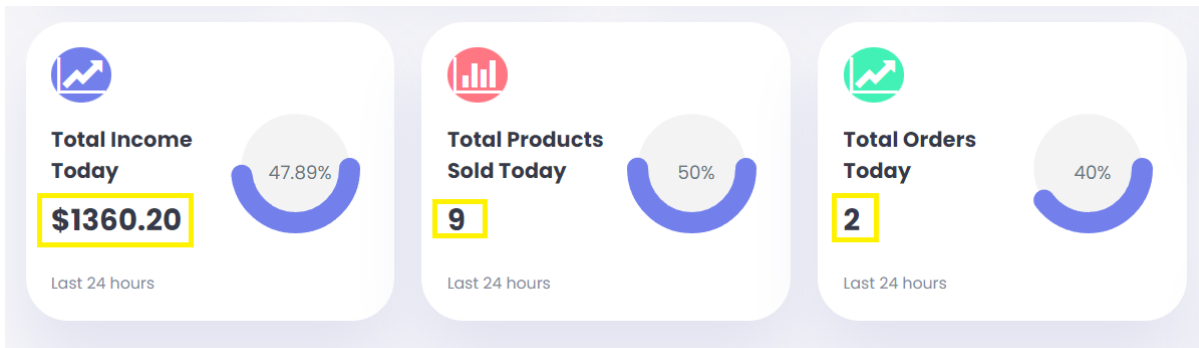 Total Income
Today
47.89%
$1360.20
Last 24 hours
Total Products
Sold Today
50%
9
Last 24 hours
Total Orders
Today
40%
2
Last 24 hours